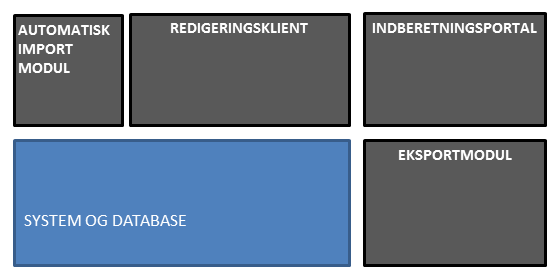 AUTOMATISK
IMPORT
MODUL
REDIGERINGSKLIENT
INDBERETNINGSPORTAL
SYSTEM OG DATABASE
EKSPORTMODUL